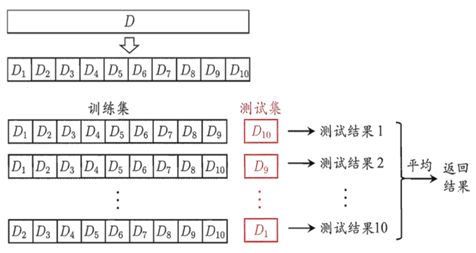 D
D₁ D₂ D₃ D₄ D₅ D₆ D₇ D₈ D₉ D₁₀
训练集 测试集
D₁ D₂ D₃ D₄ D₅ D₆ D₇ D₈ D₉ D₁₀ 测试结果 1
D₁ D₂ D₃ D₄ D₅ D₆ D₇ D₈ D₁₀ D₉ 测试结果 2
平均 返回
结果
D₂ D₃ D₄ D₅ D₆ D₇ D₈ D₉ D₁₀ D₁ 测试结果10